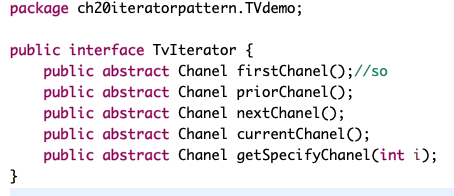 package ch20iteratorpattern.TVdemo;
public interface TvIterator {
public abstract Chanel firstChanel();//so
public abstract Chanel priorChanel();
public abstract Chanel nextChanel();
public abstract Chanel currentChanel();
public abstract Chanel getSpecifyChanel(int i);
}